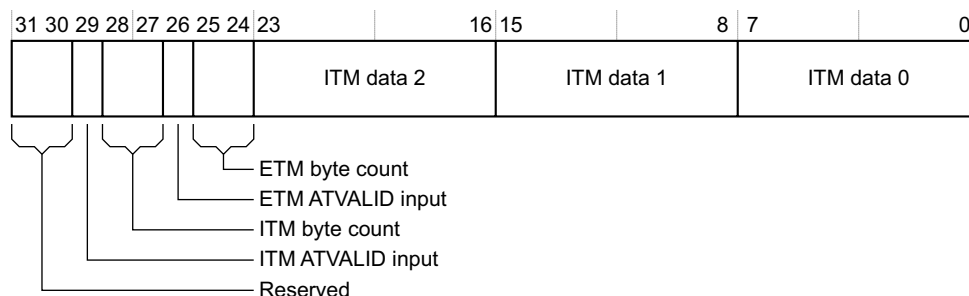 31 30 29 28 27 26 25 24 23 16 15 8 7 0
ITM data 2 ITM data 1 ITM data 0
ETM byte count
ETM ATVALID input
ITM byte count
ITM ATVALID input
Reserved